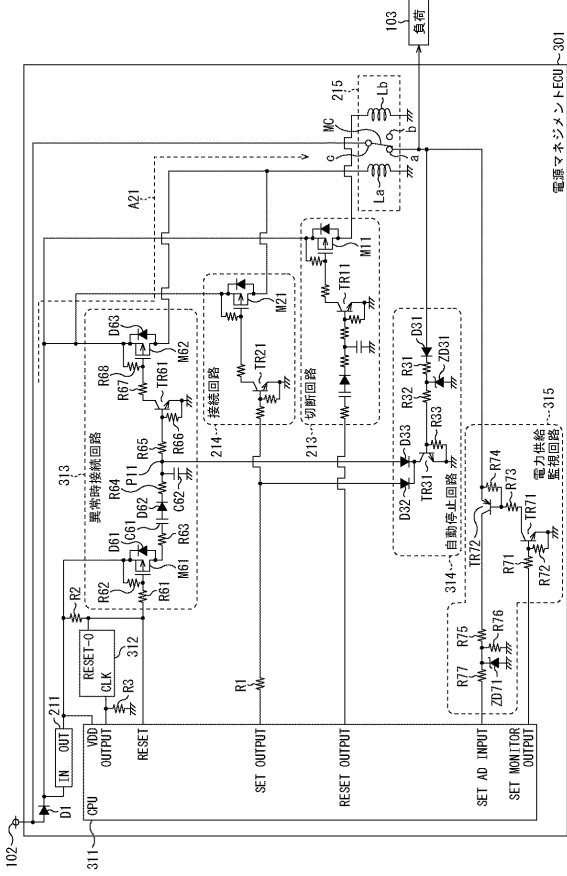 102
D1
211
IN OUT
CPU
311
VDD
OUTPUT
RESET
SET OUTPUT
RESET OUTPUT
SET AD INPUT
SET MONITOR
OUTPUT
R2
RESET-O
CLK
312
R3
313
異常時接続回路
R62
D61
R61
M61
C61
R63
D62
R64
C62
P11
R65
R66
TR61
R67
R68
D63
M62
A21
R1
214
接続回路
TR21
M21
213
切断回路
TR11
M11
215
MC
La
Lb
a
b
c
103
負荷
314
自動停止回路
D32
D33
TR31
R33
R32
R31
ZD31
D31
315
電力供給
監視回路
R77
R75
R76
ZD71
TR72
R74
R73
R71
R72
TR71
電源マネジメントECU
301